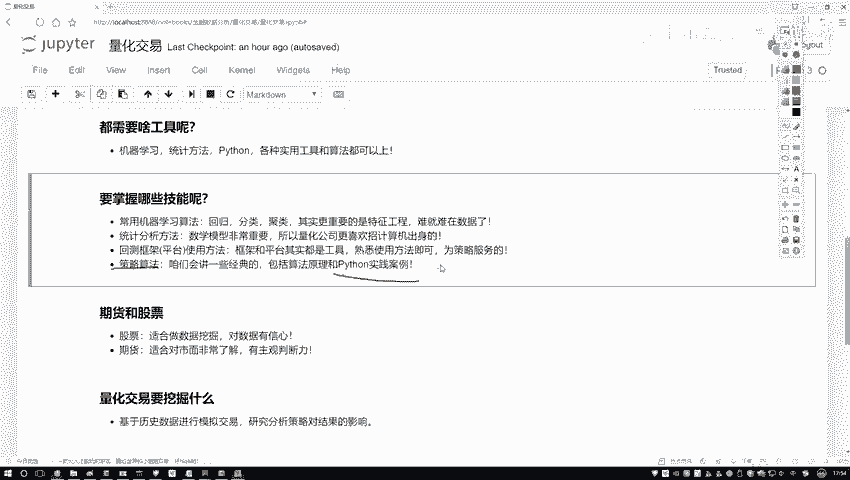 量化交易
jupyter 量化交易 Last Checkpoint: an hour ago (autosaved)
File Edit View Insert Cell Kernel Widgets Help
Trusted
Markdown
都需要啥工具呢?
机器学习，统计方法，Python，各种实用工具和算法都可以上!
要掌握哪些技能呢?
常用机器学习算法：回归，分类，聚类，其实更重要的是特征工程，难就难在数据了!
统计分析方法：数学模型非常重要，所以量化公司更喜欢招计算机出身的!
回测框架(平台)使用方法：框架和平台其实都是工具，熟悉使用方法即可，为策略服务的!
策略算法：咱们会讲一些经典的，包括算法原理和Python实践案例!
期货和股票
股票：适合做数据挖掘，对数据有信心!
期货：适合对市面非常了解，有主观判断力!
量化交易要挖掘什么
基于历史数据进行模拟交易，研究分析策略对结果的影响。
17:54